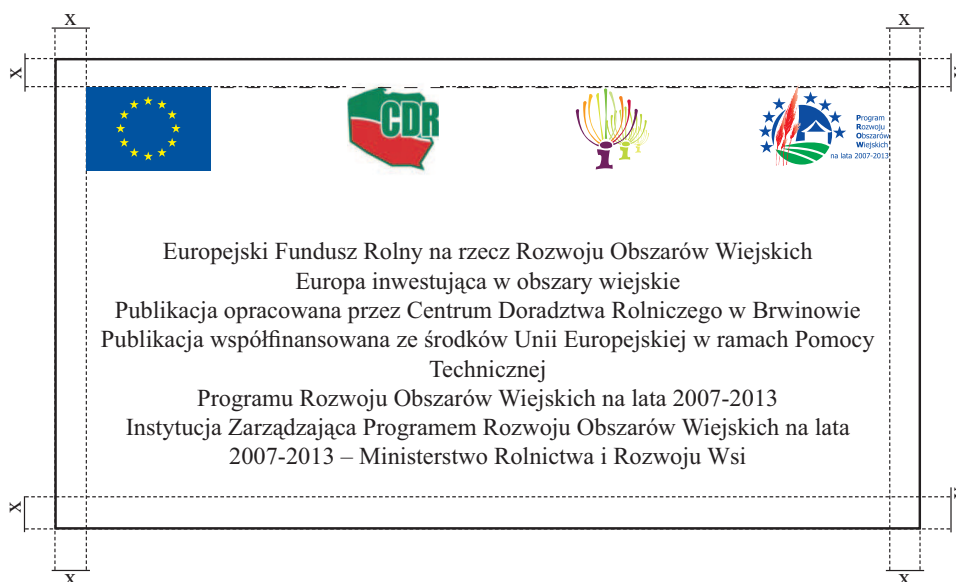 x x
x x
CDR
Program
Rozwoju
Obszarów
Wiejskich
na lata 2007-2013
Europejski Fundusz Rolny na rzecz Rozwoju Obszarów Wiejskich
Europa inwestująca w obszary wiejskie
Publikacja opracowana przez Centrum Doradztwa Rolniczego w Brwinowie
Publikacja współfinansowana ze środków Unii Europejskiej w ramach Pomocy
Technicznej
Programu Rozwoju Obszarów Wiejskich na lata 2007-2013
Instytucja Zarządzająca Programem Rozwoju Obszarów Wiejskich na lata
2007-2013 – Ministerstwo Rolnictwa i Rozwoju Wsi
x x
x x